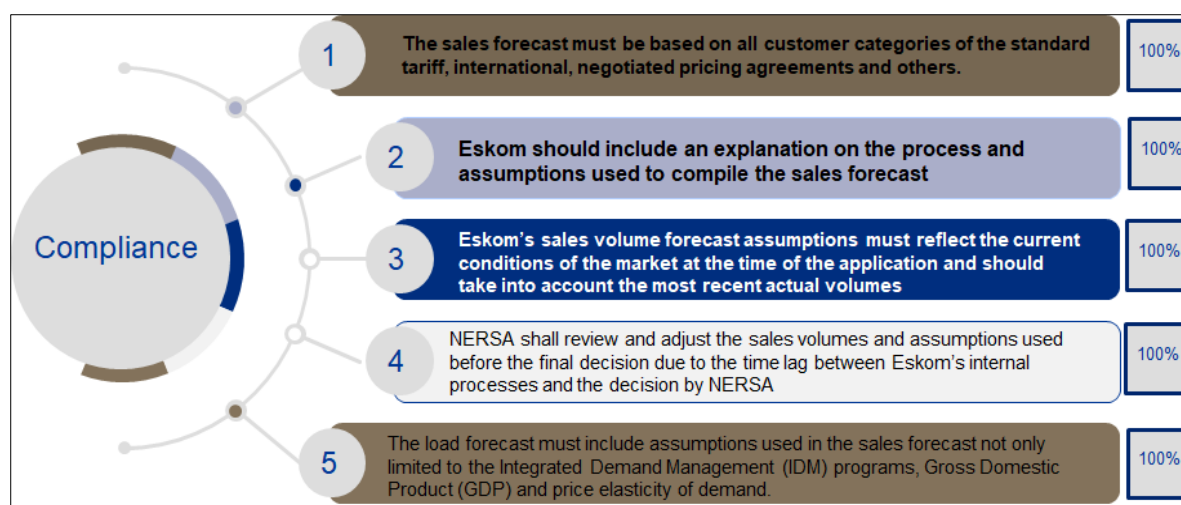 1
The sales forecast must be based on all customer categories of the standard
tariff, international, negotiated pricing agreements and others.
100%
2
Eskom should include an explanation on the process and
assumptions used to compile the sales forecast
100%
Compliance
3
Eskom's sales volume forecast assumptions must reflect the current
conditions of the market at the time of the application and should
take into account the most recent actual volumes
100%
4
NERSA shall review and adjust the sales volumes and assumptions used
before the final decision due to the time lag between Eskom's internal
processes and the decision by NERSA
100%
5
The load forecast must include assumptions used in the sales forecast not only
limited to the Integrated Demand Management (IDM) programs, Gross Domestic
Product (GDP) and price elasticity of demand.
100%